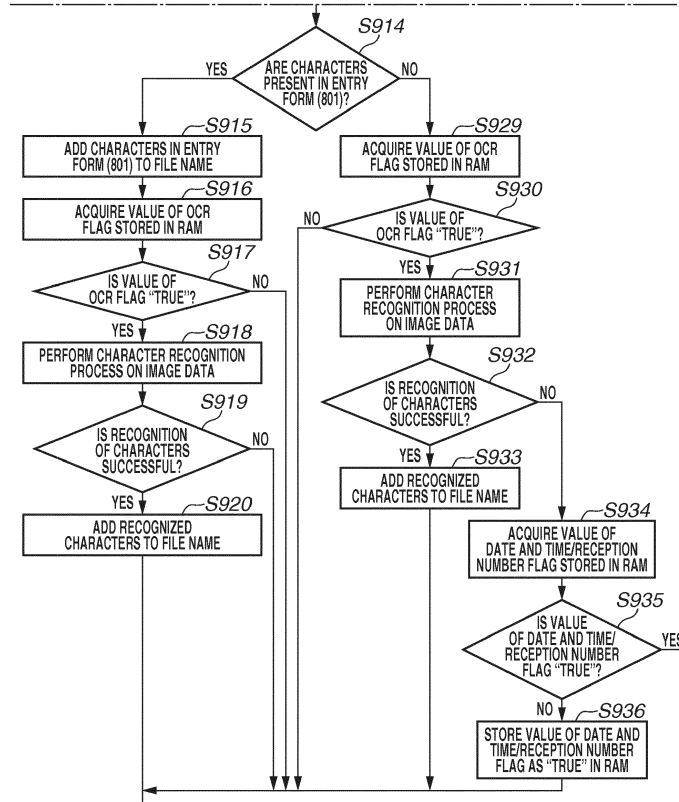 S914
ARE CHARACTERS
PRESENT IN ENTRY
FORM (801)?
YES
NO
S915
ADD CHARACTERS IN ENTRY
FORM (801) TO FILE NAME
S916
ACQUIRE VALUE OF OCR
FLAG STORED IN RAM
S917
IS VALUE OF
OCR FLAG “TRUE”?
NO
YES
S918
PERFORM CHARACTER RECOGNITION
PROCESS ON IMAGE DATA
S919
IS RECOGNITION
OF CHARACTERS
SUCCESSFUL?
NO
YES
S920
ADD RECOGNIZED
CHARACTERS TO FILE NAME
S929
ACQUIRE VALUE OF OCR
FLAG STORED IN RAM
S930
NO
IS VALUE OF
OCR FLAG “TRUE”?
YES
S931
PERFORM CHARACTER
RECOGNITION PROCESS
ON IMAGE DATA
S932
IS RECOGNITION
OF CHARACTERS
SUCCESSFUL?
NO
YES
S933
ADD RECOGNIZED
CHARACTERS TO FILE NAME
S934
ACQUIRE VALUE OF
DATE AND TIME/RECEPTION
NUMBER FLAG STORED IN RAM
S935
IS VALUE
OF DATE AND TIME/
RECEPTION NUMBER
FLAG “TRUE”?
YES
NO
S936
STORE VALUE OF DATE AND
TIME/RECEPTION NUMBER
FLAG AS “TRUE” IN RAM